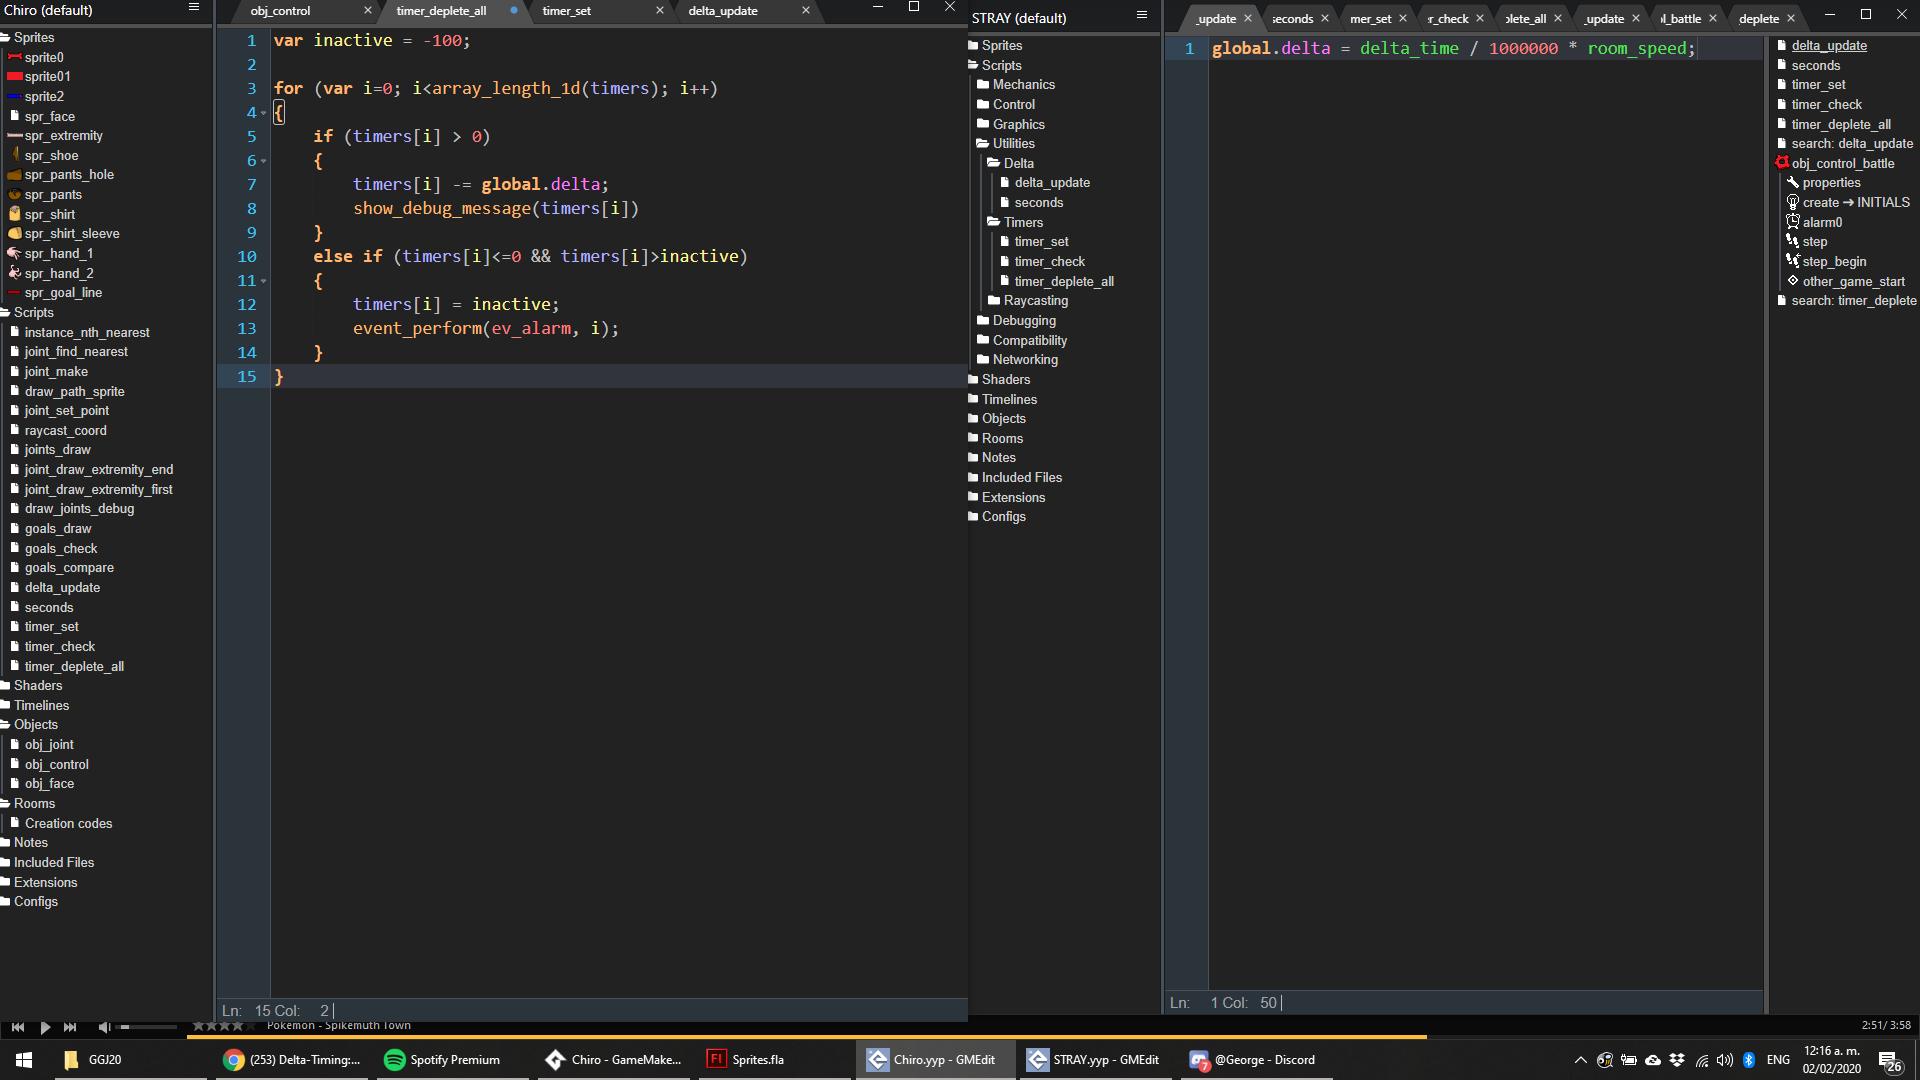 Chiro (default)
Sprites
sprite0
sprite01
sprite2
spr_face
spr_extremity
spr_shoe
spr_pants_hole
spr_pants
spr_shirt
spr_shirt_sleeve
spr_hand_1
spr_hand_2
spr_goal_line
Scripts
instance_nth_nearest
joint_find_nearest
joint_make
draw_path_sprite
joint_set_point
raycast_coord
joints_draw
joint_draw_extremity_end
joint_draw_extremity_first
draw_joints_debug
goals_draw
goals_check
goals_compare
delta_update
seconds
timer_set
timer_check
timer_deplete_all
Shaders
Timelines
Objects
obj_joint
obj_control
obj_face
Rooms
Creation codes
Notes
Included Files
Extensions
Configs
obj_control
timer_deplete_all
timer_set
delta_update
1 var inactive = -100;
2
3 for (var i=0; i<array_length_1d(timers); i++)
4 {
5 if (timers[i] > 0)
6 {
7 timers[i] -= global.delta;
8 show_debug_message(timers[i])
9 }
10 else if (timers[i]<=0 && timers[i]>inactive)
11 {
12 timers[i] = inactive;
13 event_perform(ev_alarm, i);
14 }
15 }
Ln: 15 Col: 2
STRAY (default)
Sprites
Scripts
Mechanics
Control
Graphics
Utilities
Delta
delta_update
seconds
Timers
timer_set
timer_check
timer_deplete_all
Raycasting
Debugging
Compatibility
Networking
Shaders
Timelines
Objects
Rooms
Notes
Included Files
Extensions
Configs
_update
seconds
mer_set
r_check
plete_all
_update
l_battle
deplete
1 global.delta = delta_time / 1000000 * room_speed;
Ln: 1 Col: 50
delta_update
seconds
timer_set
timer_check
timer_deplete_all
search: delta_update
obj_control_battle
properties
create → INITIALS
alarm0
step
step_begin
other_game_start
search: timer_deplete
Pokémon - Spikemuth Town
2:51/ 3:58
GGJ20
(253) Delta-Timing:...
Spotify Premium
Chiro - GameMake...
Fl
Sprites.fla
Chiro.yyp - GMEdit
STRAY.yyp - GMEdit
7
@George - Discord
ENG
12:16 a. m.
02/02/2020
26